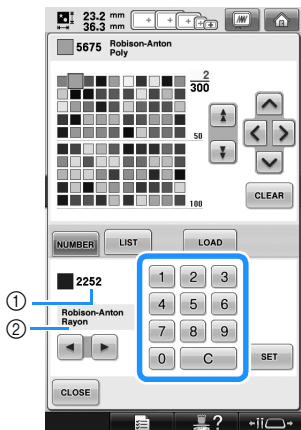 23.2 mm
36.3 mm
5675 Robison-Anton
Poly
2
300
50
100
CLEAR
NUMBER LIST LOAD
① 2252
② Robison-Anton
Rayon
1 2 3
4 5 6
7 8 9
0 C
SET
CLOSE
?